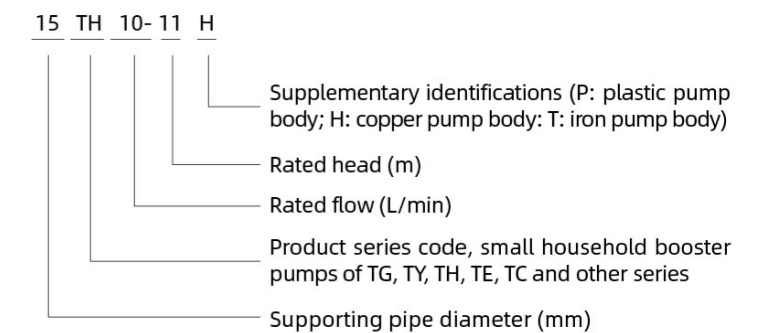 15 TH 10- 11 H
Supplementary identifications (P: plastic pump
body; H: copper pump body: T: iron pump body)
Rated head (m)
Rated flow (L/min)
Product series code, small household booster
pumps of TG, TY, TH, TE, TC and other series
Supporting pipe diameter (mm)